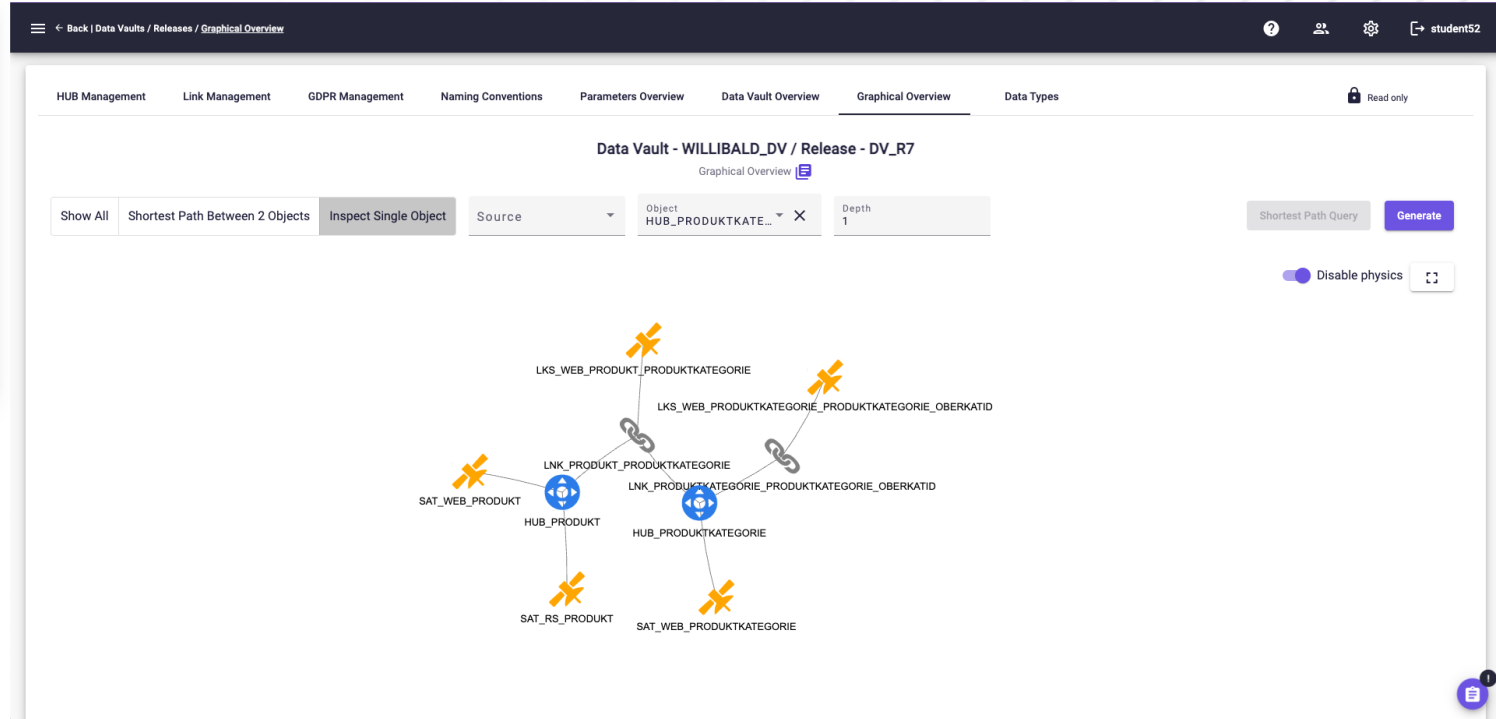 ← Back | Data Vaults / Releases / Graphical Overview
student52
HUB Management
Link Management
GDPR Management
Naming Conventions
Parameters Overview
Data Vault Overview
Graphical Overview
Data Types
Read only
Data Vault - WILLIBALD_DV / Release - DV_R7
Graphical Overview
Show All
Shortest Path Between 2 Objects
Inspect Single Object
Source
Object
HUB_PRODUKTKATE...
Depth
1
Shortest Path Query
Generate
Disable physics
LKS_WEB_PRODUKT_PRODUKTKATEGORIE
LKS_WEB_PRODUKTKATEGORIE_PRODUKTKATEGORIE_OBERKATID
LNK_PRODUKT_PRODUKTKATEGORIE
LNK_PRODUKTKATEGORIE_PRODUKTKATEGORIE_OBERKATID
SAT_WEB_PRODUKT
HUB_PRODUKT
HUB_PRODUKTKATEGORIE
SAT_RS_PRODUKT
SAT_WEB_PRODUKTKATEGORIE
!